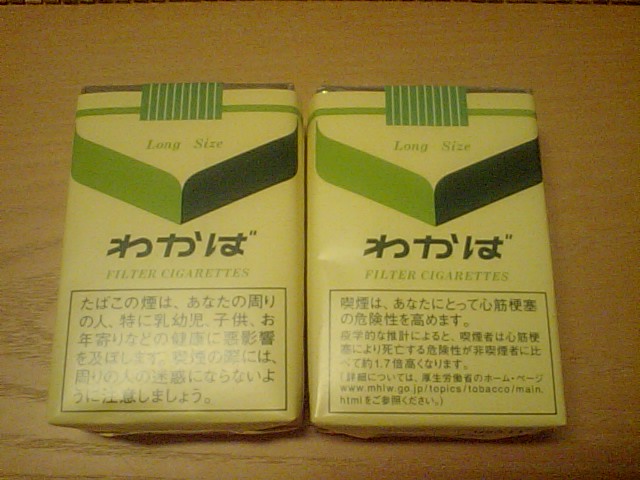 Long Size
わかば
FILTER CIGARETTES
たばこの煙は、あなたの周り
の人、特に乳幼児、子供、お
年寄りなどの健康に悪影響
を及ぼします。喫煙の際には、
周りの人の迷惑にならないよ
うに注意しましょう。
Long Size
わかば
FILTER CIGARETTES
喫煙は、あなたにとって心筋梗塞
の危険性を高めます。
疫学的な推計によると、喫煙者は心筋梗
塞により死亡する危険性が非喫煙者に比
べて約1.7倍高くなります。
(詳細については、厚生労働省のホーム・ページ
www.mhlw.go.jp/topics/tobacco/main.
htmlをご参照ください。)